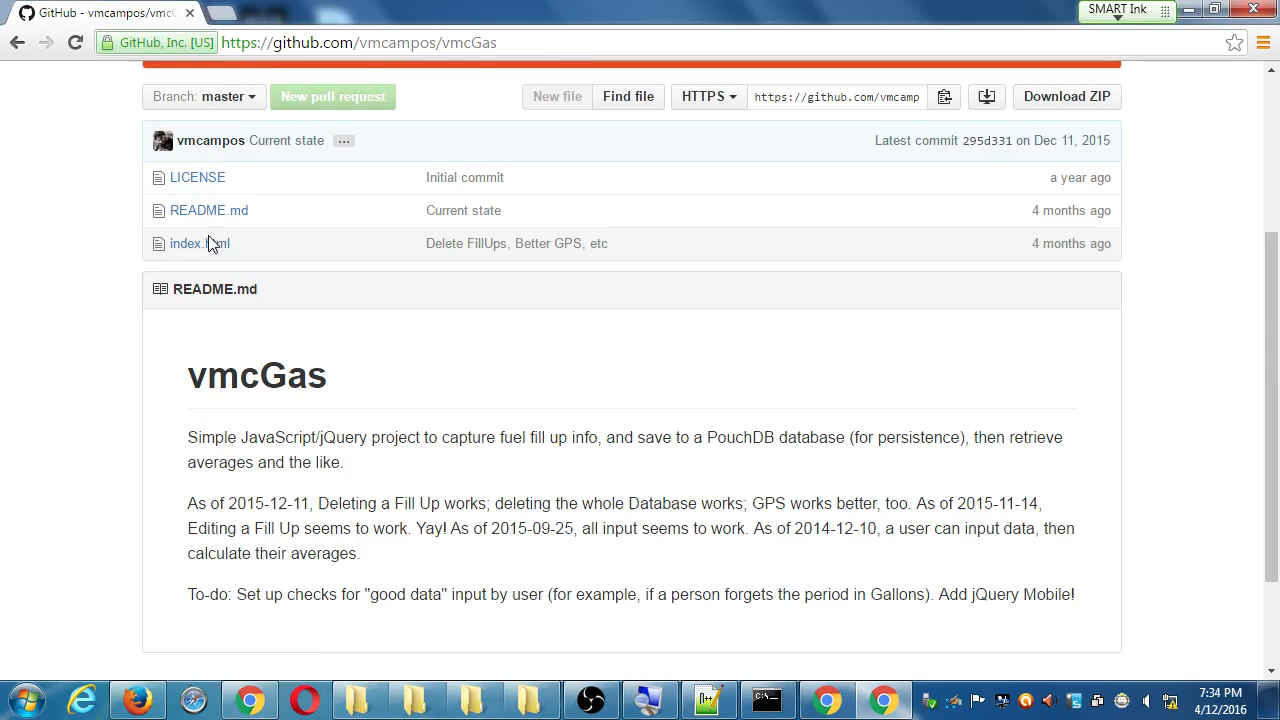 GitHub - vmcampos/vmcG
SMART Ink
GitHub, Inc. [US] https://github.com/vmcampos/vmcGas
Branch: master New pull request New file Find file HTTPS https://github.com/vmcamp Download ZIP
vmcampos Current state ... Latest commit 295d331 on Dec 11, 2015
LICENSE Initial commit a year ago
README.md Current state 4 months ago
Delete FillUps, Better GPS, etc 4 months ago
README.md
vmcGas
Simple JavaScript/jQuery project to capture fuel fill up info, and save to a PouchDB database (for persistence), then retrieve
averages and the like.
As of 2015-12-11, Deleting a Fill Up works; deleting the whole Database works; GPS works better, too. As of 2015-11-14,
Editing a Fill Up seems to work. Yay! As of 2015-09-25, all input seems to work. As of 2014-12-10, a user can input data, then
calculate their averages.
To-do: Set up checks for "good data" input by user (for example, if a person forgets the period in Gallons). Add jQuery Mobile!
7:34 PM
4/12/2016